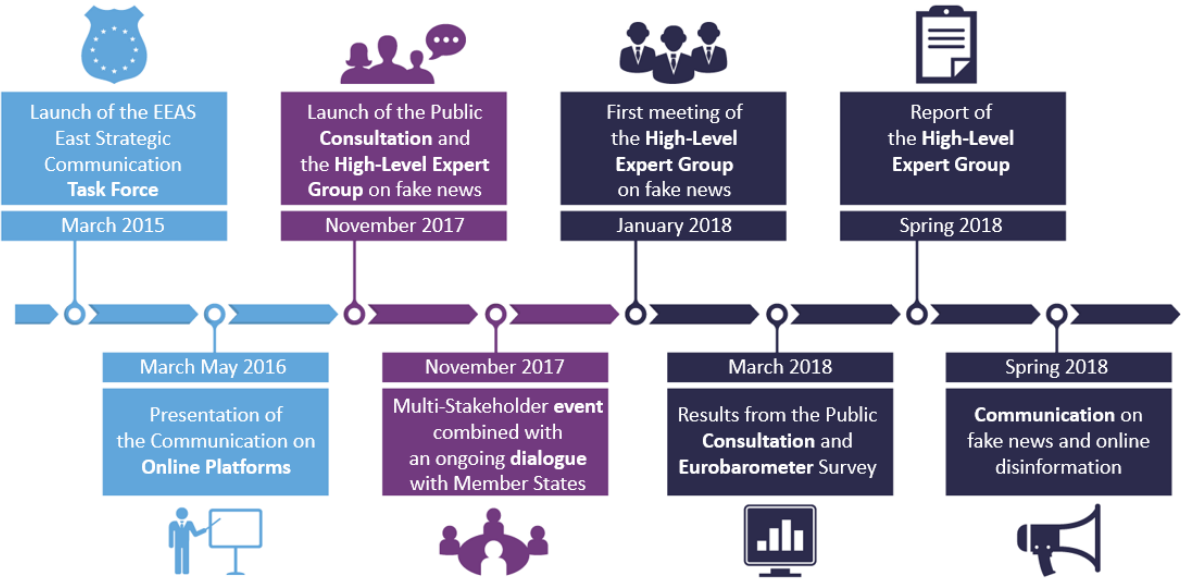 Launch of the EEAS
East Strategic
Communication
Task Force
March 2015
Launch of the Public
Consultation and
the High-Level Expert
Group on fake news
November 2017
First meeting of
the High-Level
Expert Group
on fake news
January 2018
Report of
the High-Level
Expert Group
Spring 2018
March May 2016
Presentation of
the Communication on
Online Platforms
November 2017
Multi-Stakeholder event
combined with
an ongoing dialogue
with Member States
March 2018
Results from the Public
Consultation and
Eurobarometer Survey
Spring 2018
Communication on
fake news and online
disinformation